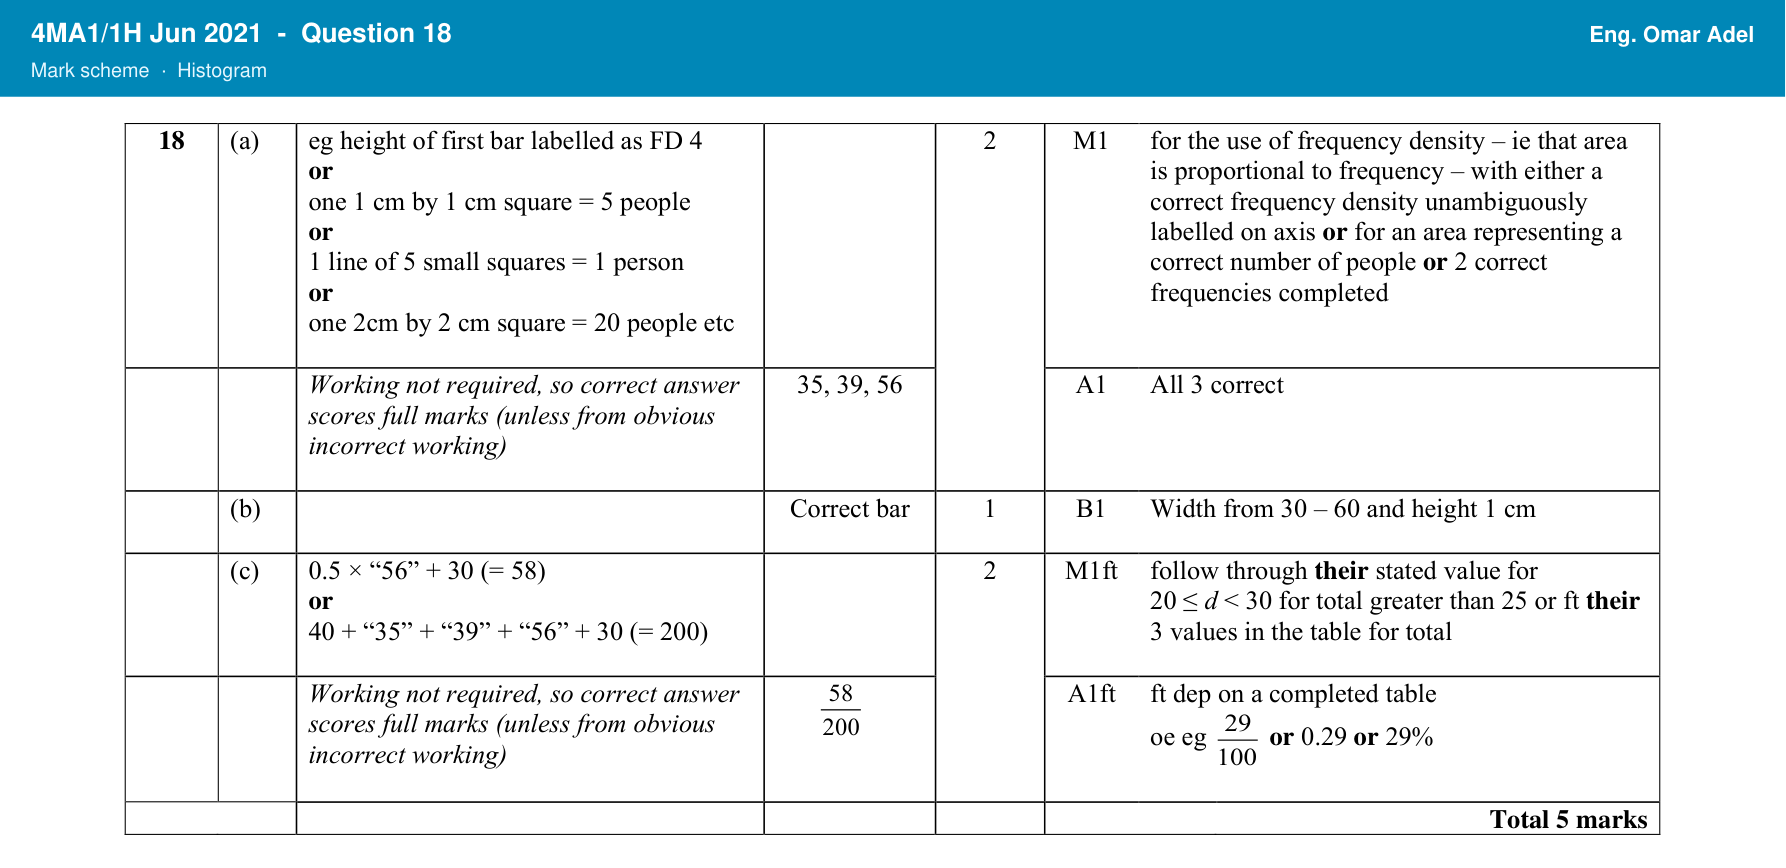 4MA1/1H Jun 2021 - Question 18
Eng. Omar Adel
Mark scheme · Histogram
18
(a)
eg height of first bar labelled as FD 4
or
one 1 cm by 1 cm square = 5 people
or
1 line of 5 small squares = 1 person
or
one 2cm by 2 cm square = 20 people etc
2
M1
for the use of frequency density – ie that area
is proportional to frequency – with either a
correct frequency density unambiguously
labelled on axis or for an area representing a
correct number of people or 2 correct
frequencies completed
Working not required, so correct answer
scores full marks (unless from obvious
incorrect working)
35, 39, 56
A1
All 3 correct
(b)
Correct bar
1
B1
Width from 30 – 60 and height 1 cm
(c)
0.5 × “56” + 30 (= 58)
or
40 + “35” + “39” + “56” + 30 (= 200)
2
M1ft
follow through their stated value for
20 ≤ d < 30 for total greater than 25 or ft their
3 values in the table for total
Working not required, so correct answer
scores full marks (unless from obvious
incorrect working)
58
200
A1ft
ft dep on a completed table
oe eg 29/100 or 0.29 or 29%
Total 5 marks